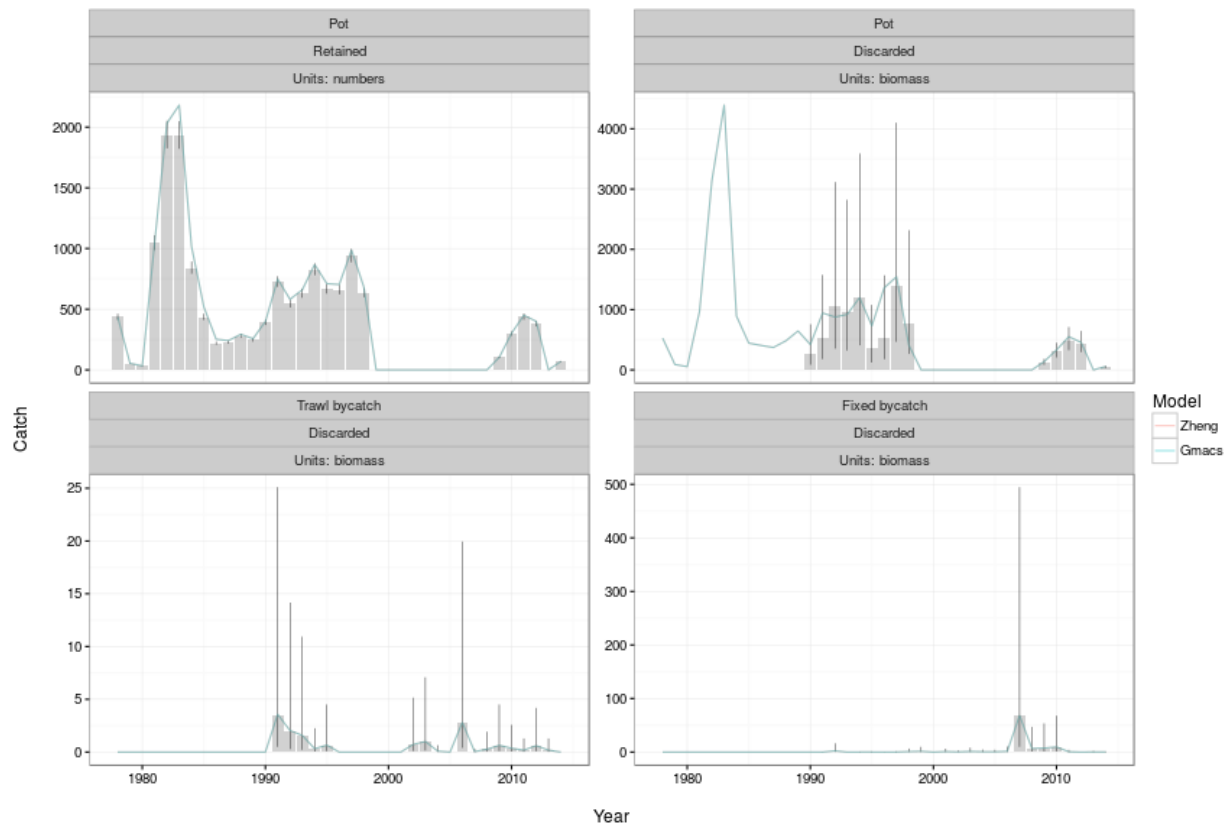 Pot
Retained
Units: numbers
Pot
Discarded
Units: biomass
2000
1500
1000
500
0
4000
3000
2000
1000
0
Trawl bycatch
Discarded
Units: biomass
Fixed bycatch
Discarded
Units: biomass
25
20
15
10
5
0
500
400
300
200
100
0
1980 1990 2000 2010
1980 1990 2000 2010
Catch
Year
Model
Zheng
Gmacs